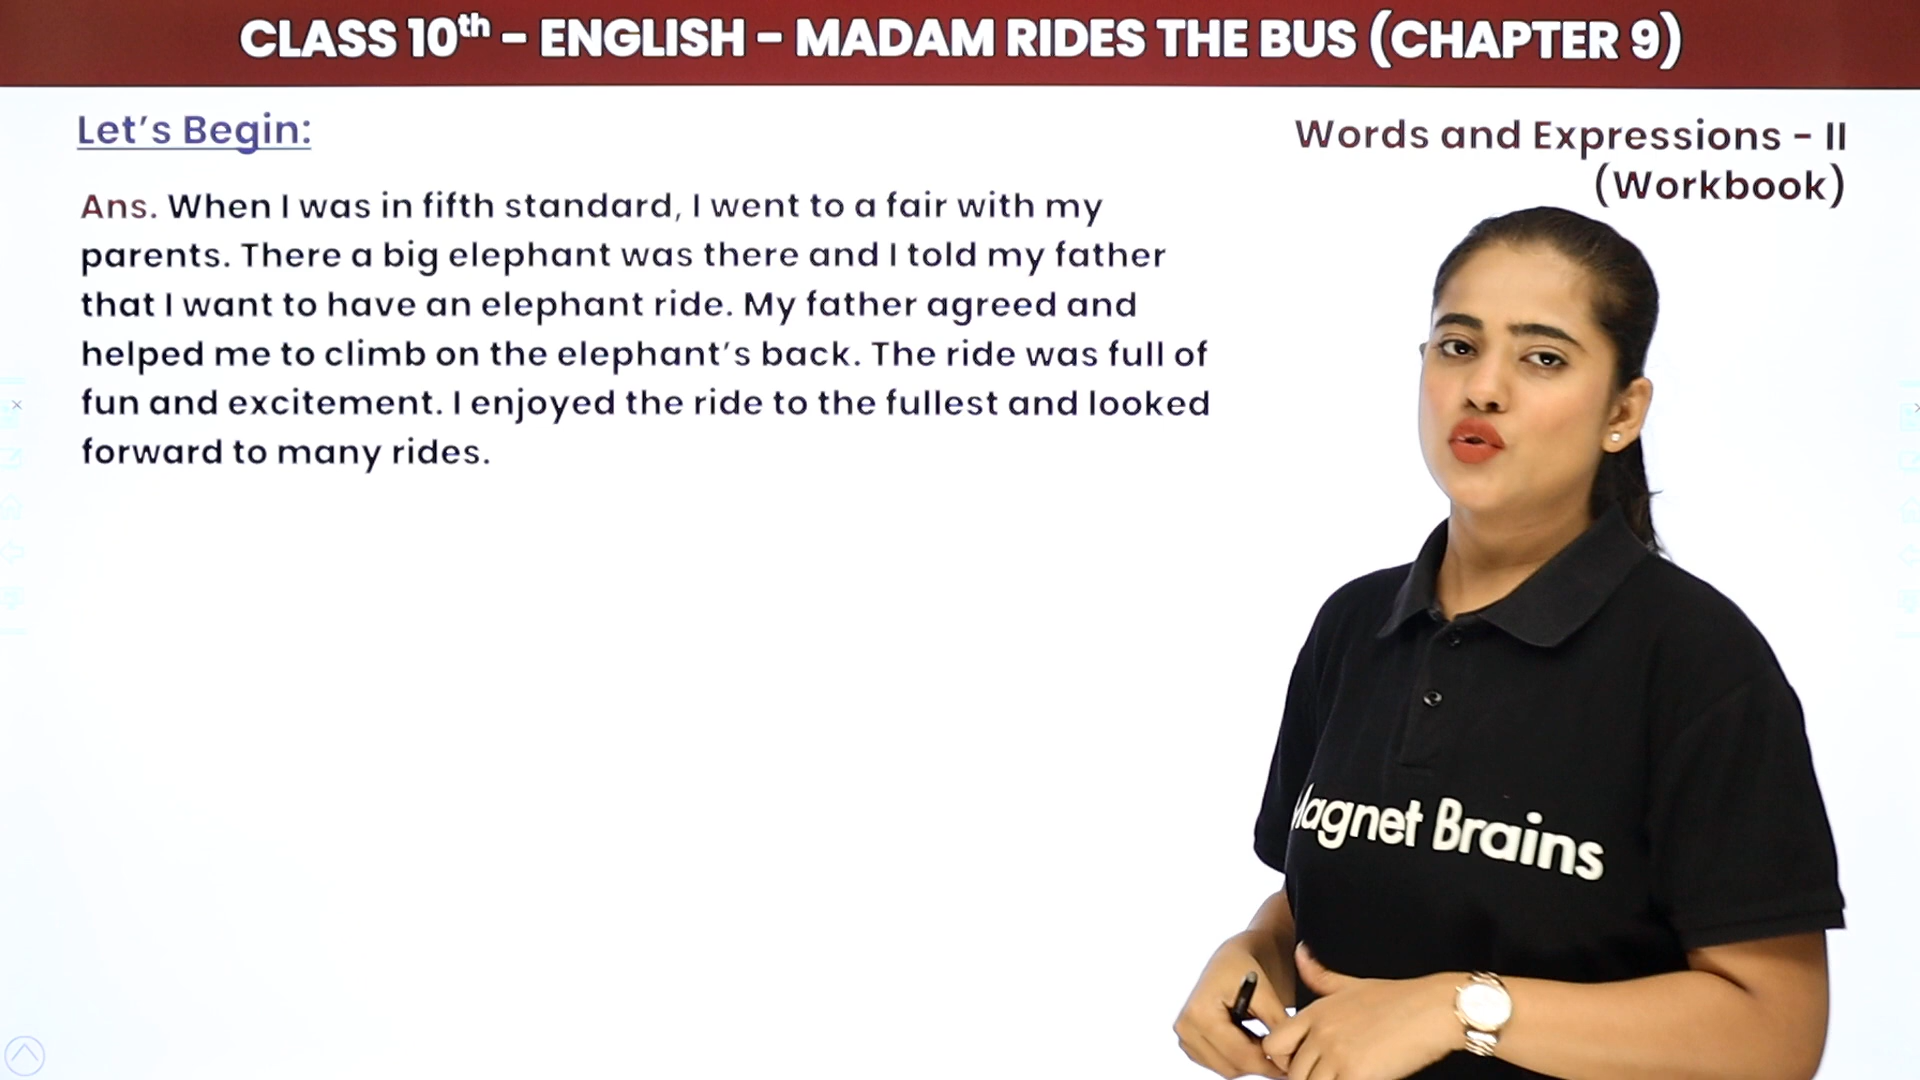 CLASS 10th - ENGLISH - MADAM RIDES THE BUS (CHAPTER 9)
Let's Begin:
Words and Expressions - II
(Workbook)
Ans. When I was in fifth standard, I went to a fair with my
parents. There a big elephant was there and I told my father
that I want to have an elephant ride. My father agreed and
helped me to climb on the elephant's back. The ride was full of
fun and excitement. I enjoyed the ride to the fullest and looked
forward to many rides.
Magnet Brains